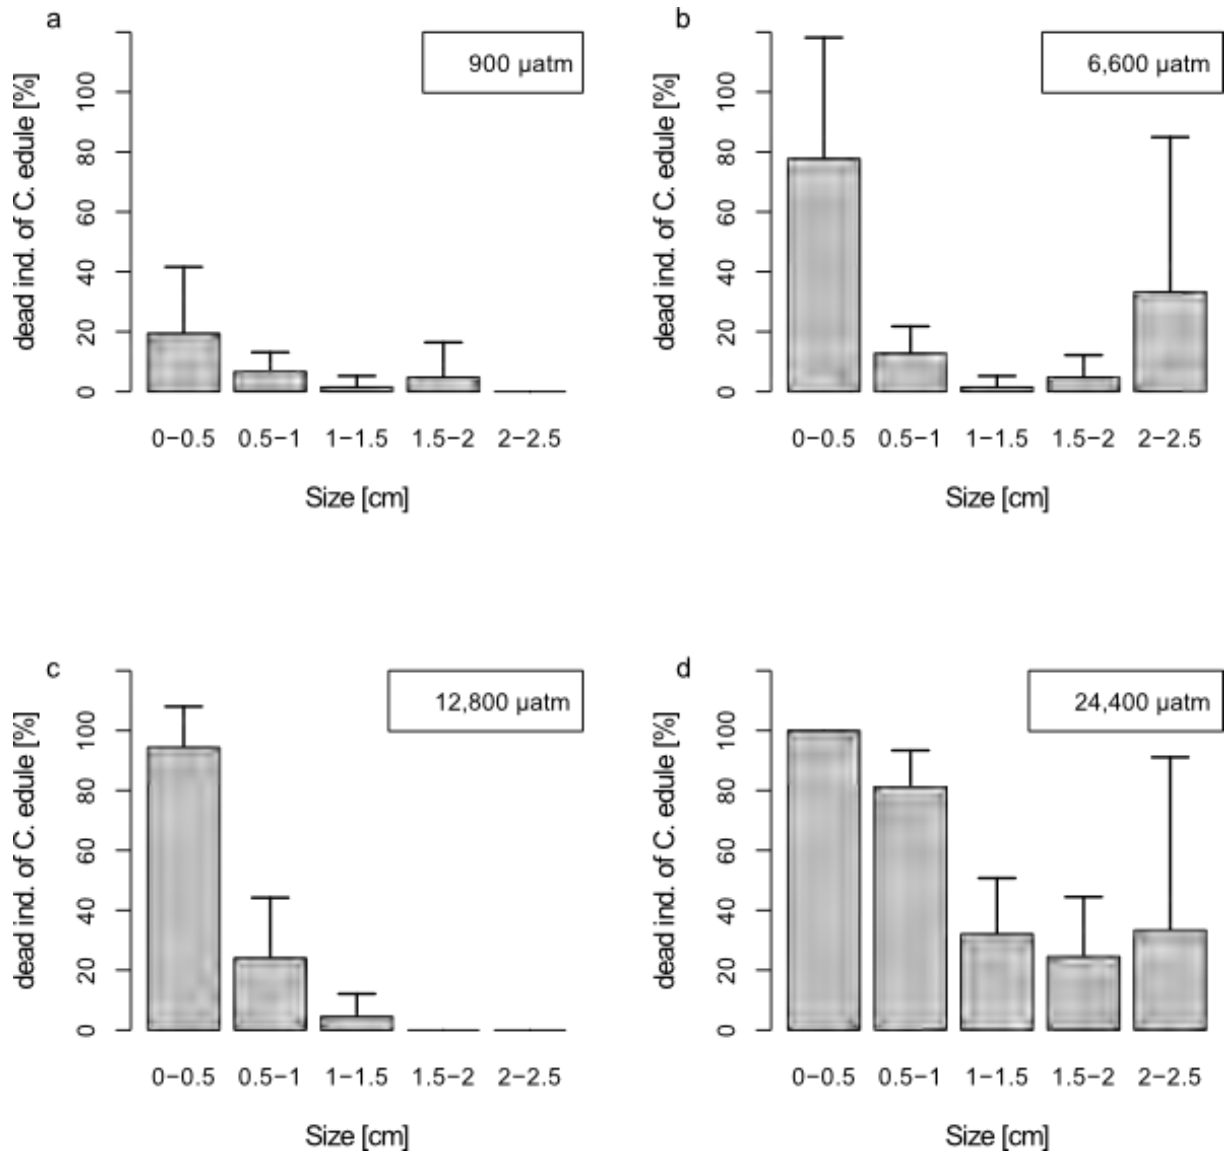 a
900 µatm
dead ind. of C. edule [%]
100
80
60
40
20
0
0−0.5 0.5−1 1−1.5 1.5−2 2−2.5
Size [cm]
b
6,600 µatm
dead ind. of C. edule [%]
100
80
60
40
20
0
0−0.5 0.5−1 1−1.5 1.5−2 2−2.5
Size [cm]
c
12,800 µatm
dead ind. of C. edule [%]
100
80
60
40
20
0
0−0.5 0.5−1 1−1.5 1.5−2 2−2.5
Size [cm]
d
24,400 µatm
dead ind. of C. edule [%]
100
80
60
40
20
0
0−0.5 0.5−1 1−1.5 1.5−2 2−2.5
Size [cm]